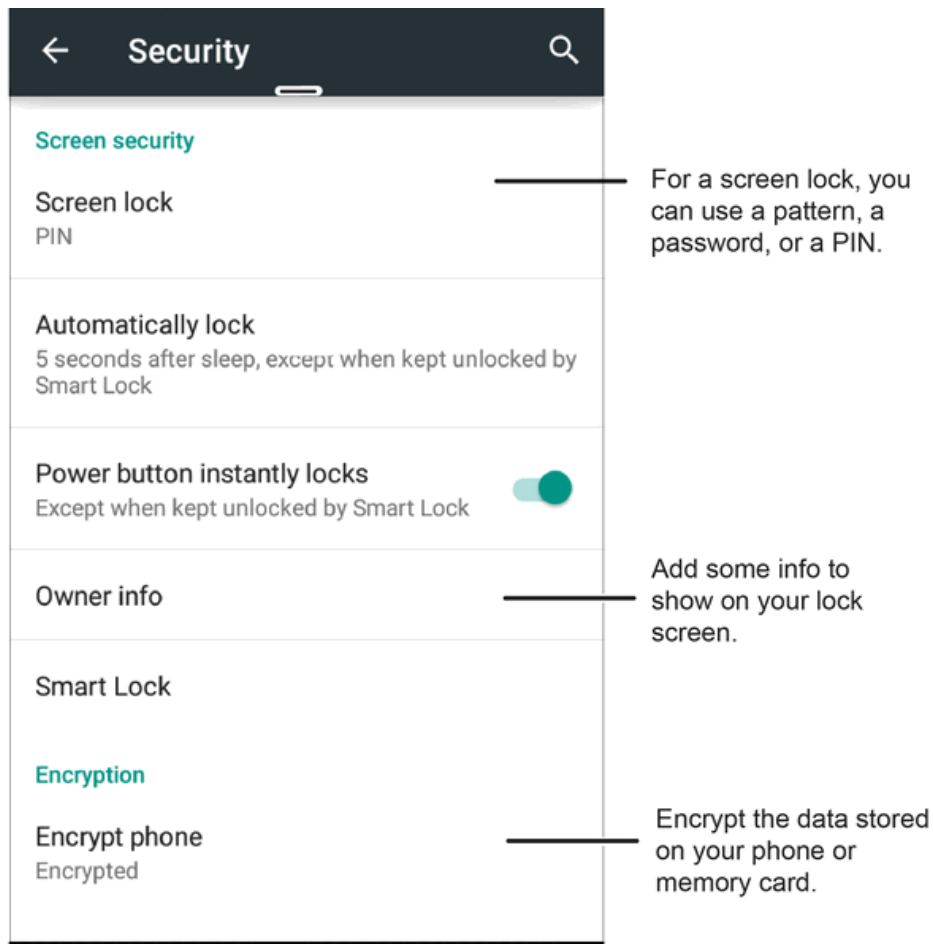 Security
Screen security
Screen lock
PIN
For a screen lock, you
can use a pattern, a
password, or a PIN.
Automatically lock
5 seconds after sleep, except when kept unlocked by
Smart Lock
Power button instantly locks
Except when kept unlocked by Smart Lock
Owner info
Add some info to
show on your lock
screen.
Smart Lock
Encryption
Encrypt phone
Encrypted
Encrypt the data stored
on your phone or
memory card.